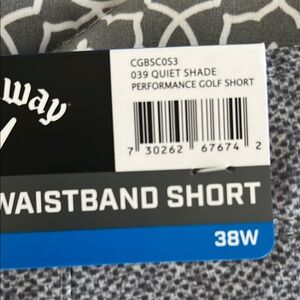 CGBSC0S3
039 QUIET SHADE
PERFORMANCE GOLF SHORT
way
7 30262 67674 2
WAISTBAND SHORT
38W